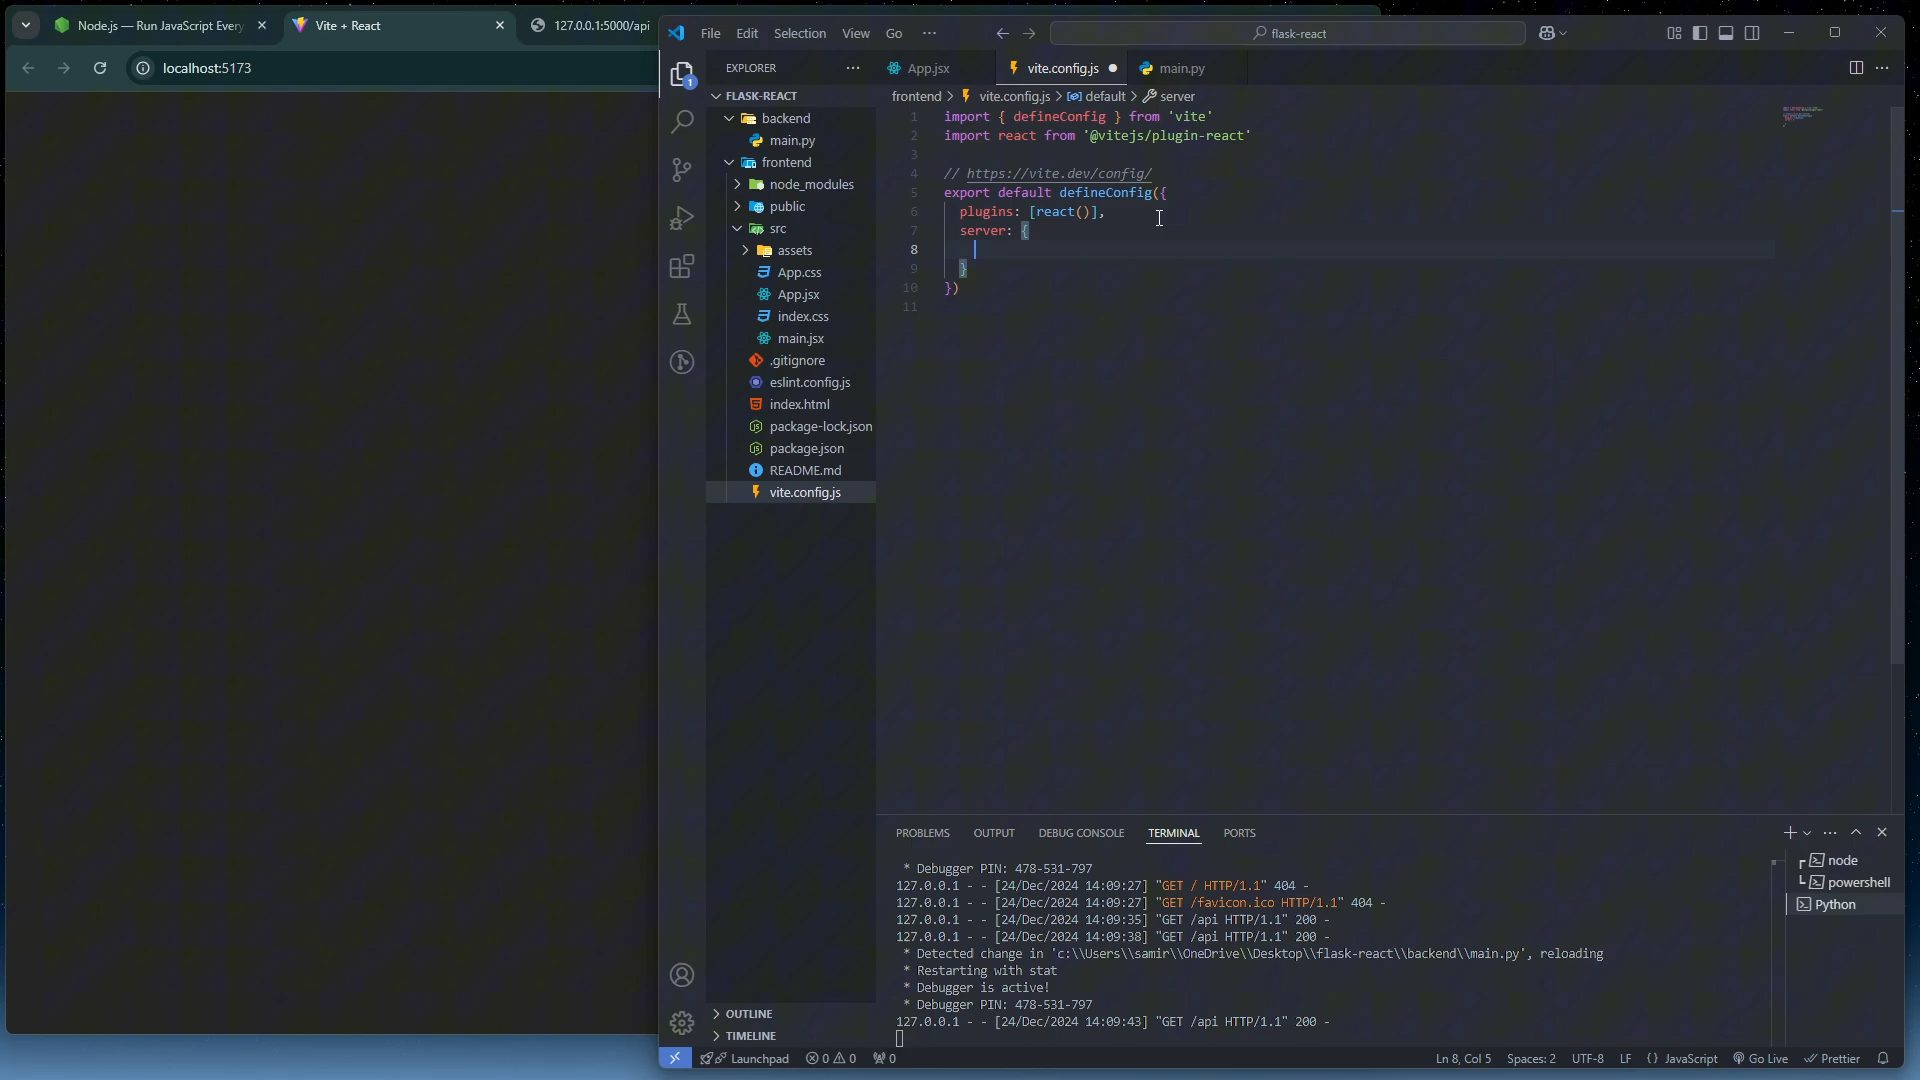 Node.js — Run JavaScript Every
Vite + React
127.0.0.1:5000/api
localhost:5173
File Edit Selection View Go
flask-react
EXPLORER
App.jsx
vite.config.js
main.py
FLASK-REACT
backend
main.py
frontend
node_modules
public
src
assets
App.css
App.jsx
index.css
main.jsx
.gitignore
eslint.config.js
index.html
package-lock.json
package.json
README.md
vite.config.js
OUTLINE
TIMELINE
1
frontend > vite.config.js > default > server
1 import { defineConfig } from 'vite'
2 import react from '@vitejs/plugin-react'
3
4 // https://vite.dev/config/
5 export default defineConfig({
6 plugins: [react()],
7 server: {
8
9 }
10 })
11
PROBLEMS OUTPUT DEBUG CONSOLE TERMINAL PORTS
* Debugger PIN: 478-531-797
127.0.0.1 - - [24/Dec/2024 14:09:27] "GET / HTTP/1.1" 404 -
127.0.0.1 - - [24/Dec/2024 14:09:27] "GET /favicon.ico HTTP/1.1" 404 -
127.0.0.1 - - [24/Dec/2024 14:09:35] "GET /api HTTP/1.1" 200 -
127.0.0.1 - - [24/Dec/2024 14:09:38] "GET /api HTTP/1.1" 200 -
* Detected change in 'c:\\Users\\samir\\OneDrive\\Desktop\\flask-react\\backend\\main.py', reloading
* Restarting with stat
* Debugger is active!
* Debugger PIN: 478-531-797
127.0.0.1 - - [24/Dec/2024 14:09:43] "GET /api HTTP/1.1" 200 -
node
powershell
Python
Launchpad 0 0 0 Ln 8, Col 5 Spaces: 2 UTF-8 LF {} JavaScript Go Live Prettier